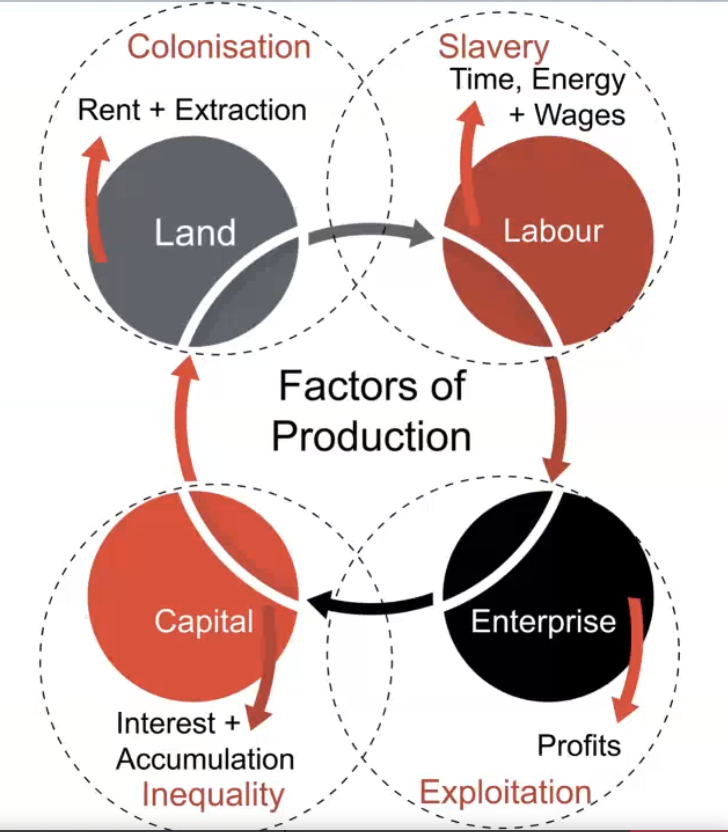 Colonisation
Rent + Extraction
Land
Slavery
Time, Energy
+ Wages
Labour
Factors of
Production
Capital
Interest +
Accumulation
Inequality
Enterprise
Profits
Exploitation